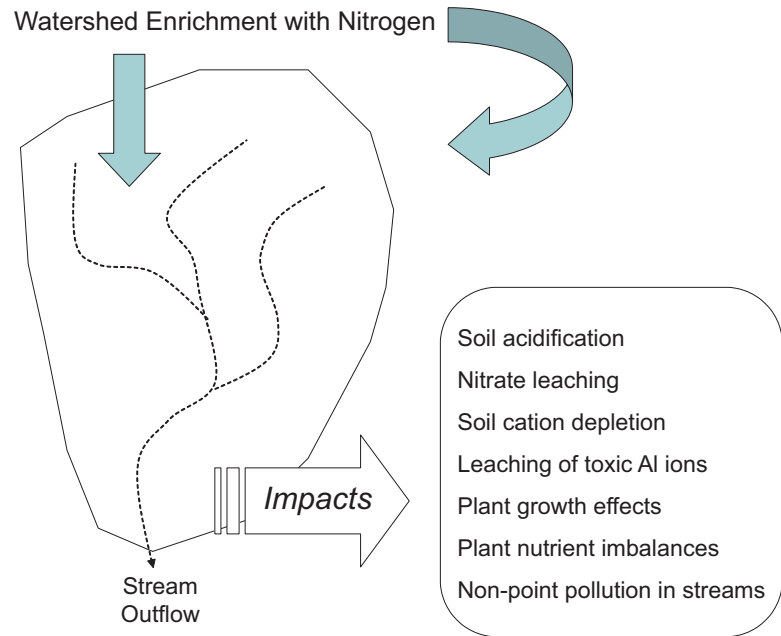 Watershed Enrichment with Nitrogen
Impacts
Stream
Outflow
Soil acidification
Nitrate leaching
Soil cation depletion
Leaching of toxic Al ions
Plant growth effects
Plant nutrient imbalances
Non-point pollution in streams